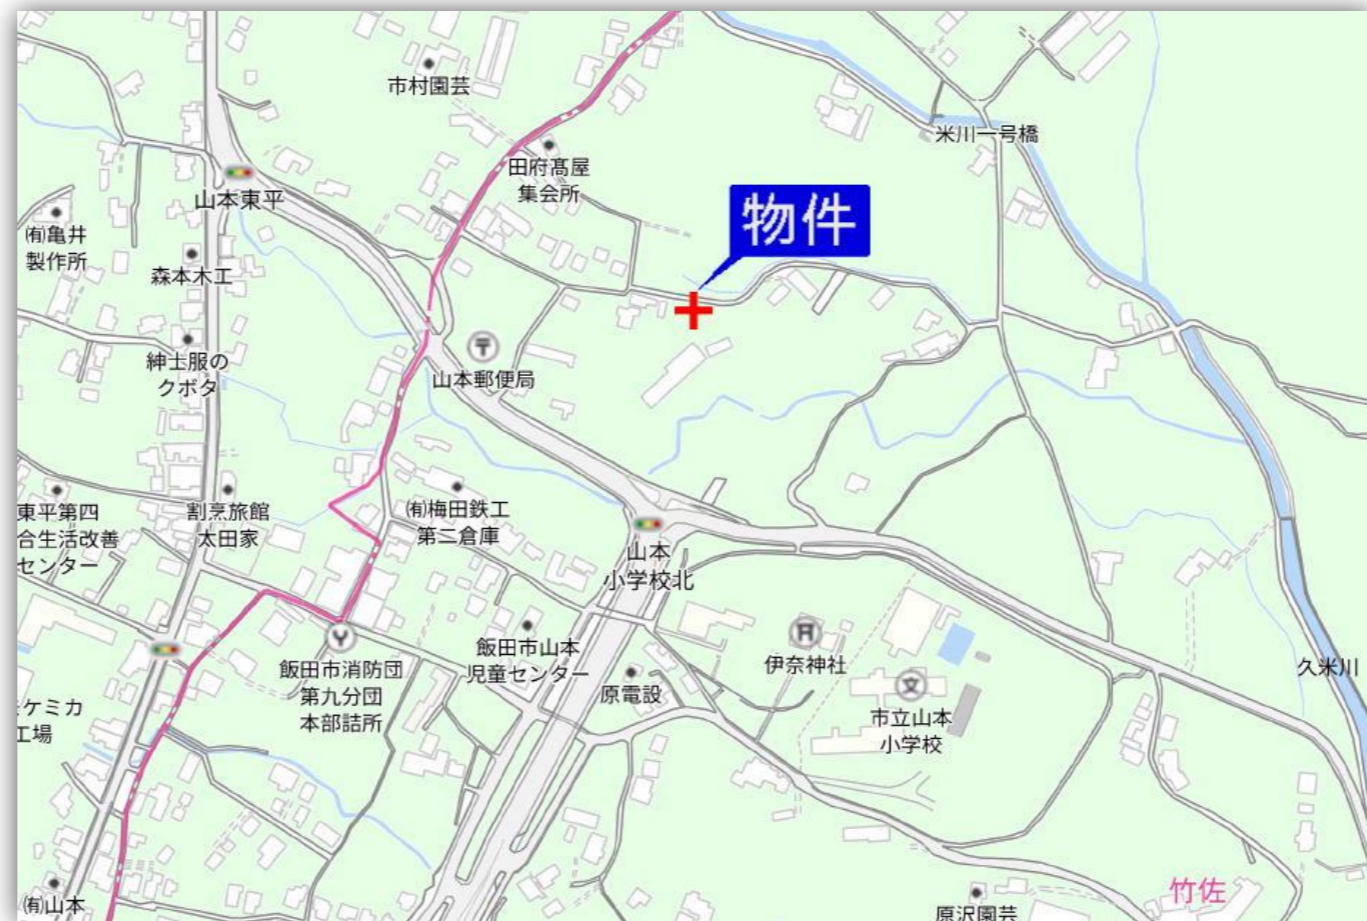 市村園芸
米川一号橋
田府髙屋
集会所
山本東平
物件
㈲亀井
製作所
森本木工
紳士服の
クボタ
山本郵便局
東平第四
合生活改善
センター
割烹旅館
太田家
㈲梅田鉄工
第二倉庫
山本
小学校北
飯田市山本
児童センター
伊奈神社
飯田市消防団
第九分団
本部詰所
原電設
市立山本
小学校
久米川
ケミカ
工場
竹佐
㈲山本
原沢園芸